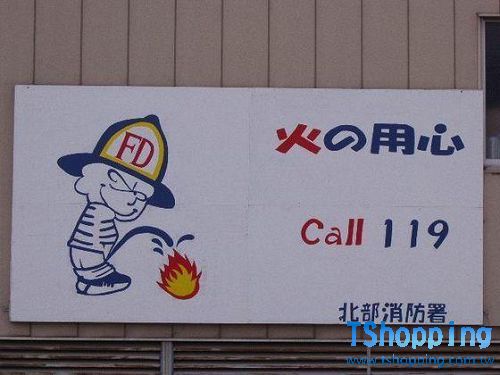 FD
火の用心
Call 119
北部消防署
TShopping
www.tshopping.com.tw